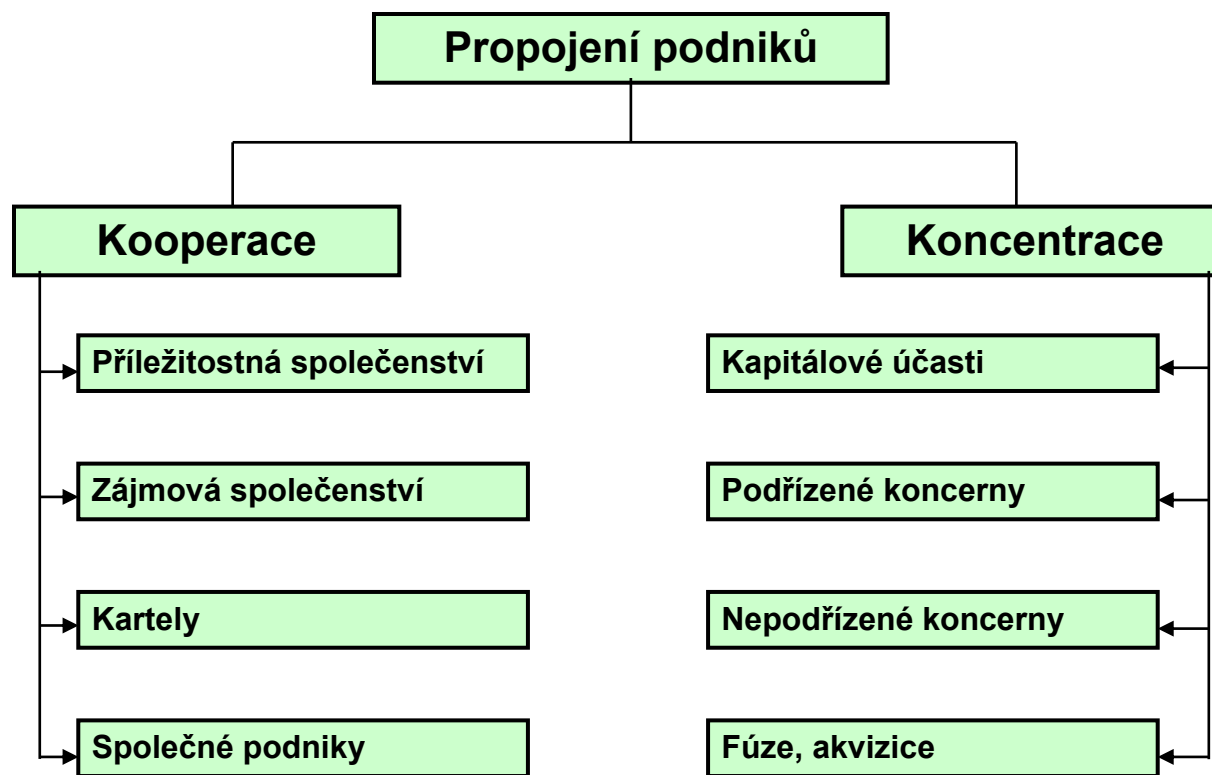 Propojení podniků
Kooperace
Koncentrace
Příležitostná společenství
Kapitálové účasti
Zájmová společenství
Podřízené koncerny
Kartely
Nepodřízené koncerny
Společné podniky
Fúze, akvizice